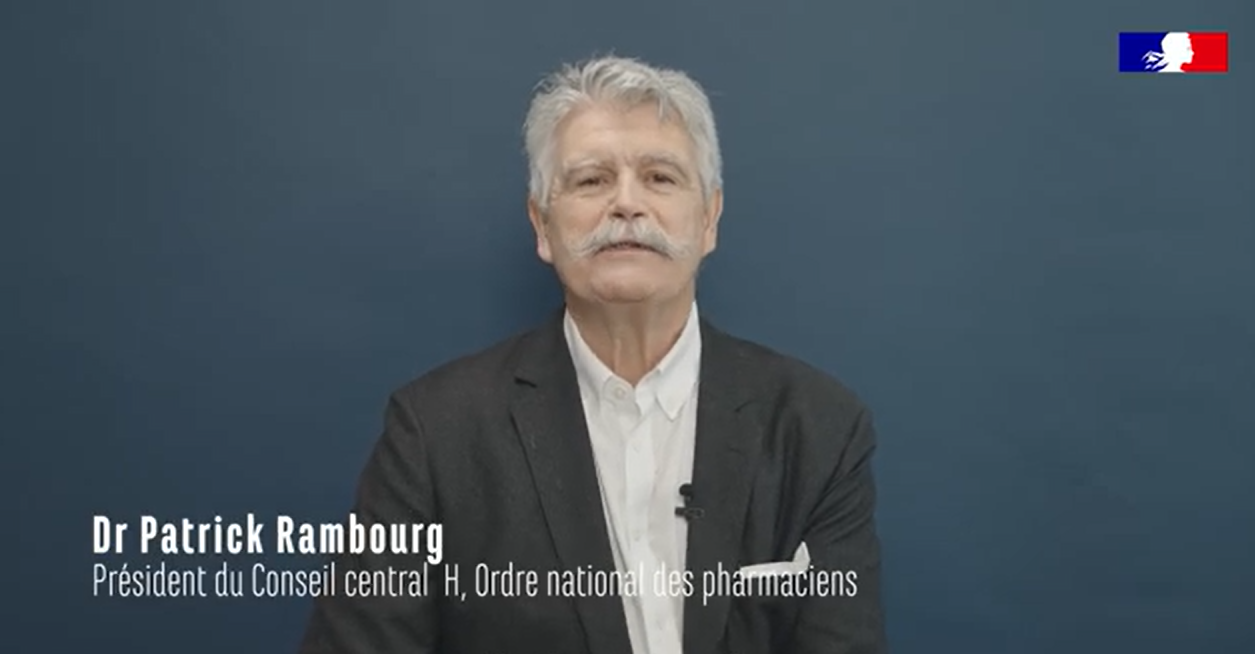 Dr Patrick Rambourg
Président du Conseil central H, Ordre national des pharmaciens